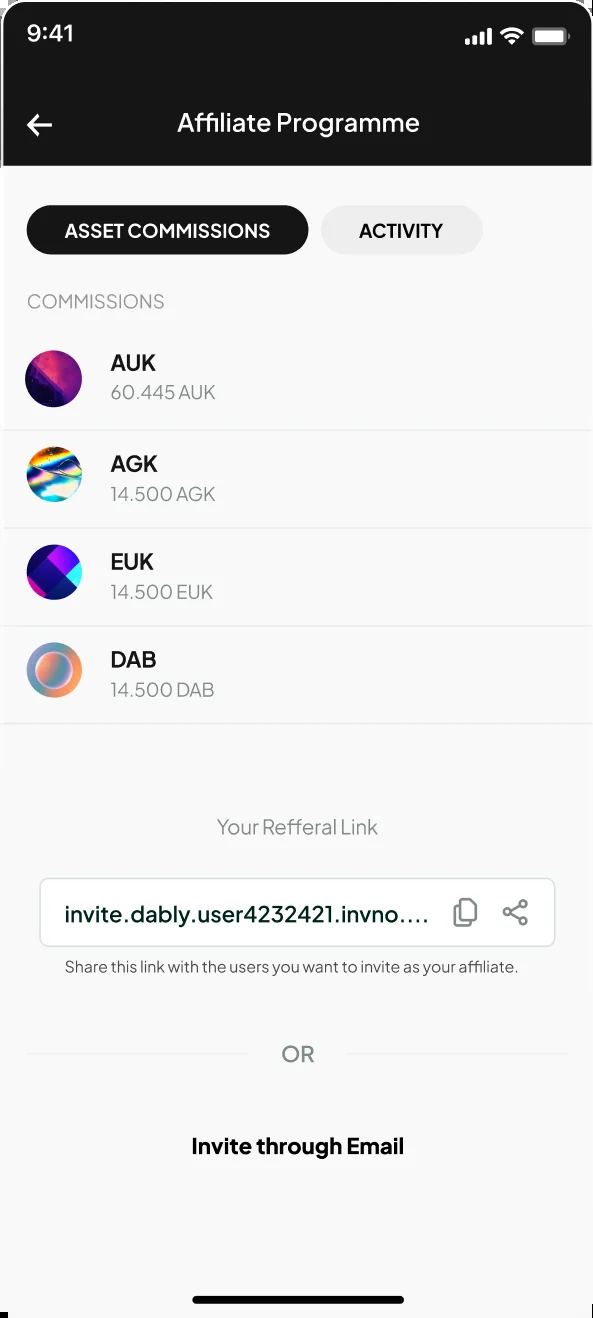 9:41
Affiliate Programme
ASSET COMMISSIONS ACTIVITY
COMMISSIONS
AUK
60.445 AUK
AGK
14.500 AGK
EUK
14.500 EUK
DAB
14.500 DAB
Your Refferal Link
invite.dably.user4232421.invno....
Share this link with the users you want to invite as your affiliate.
OR
Invite through Email